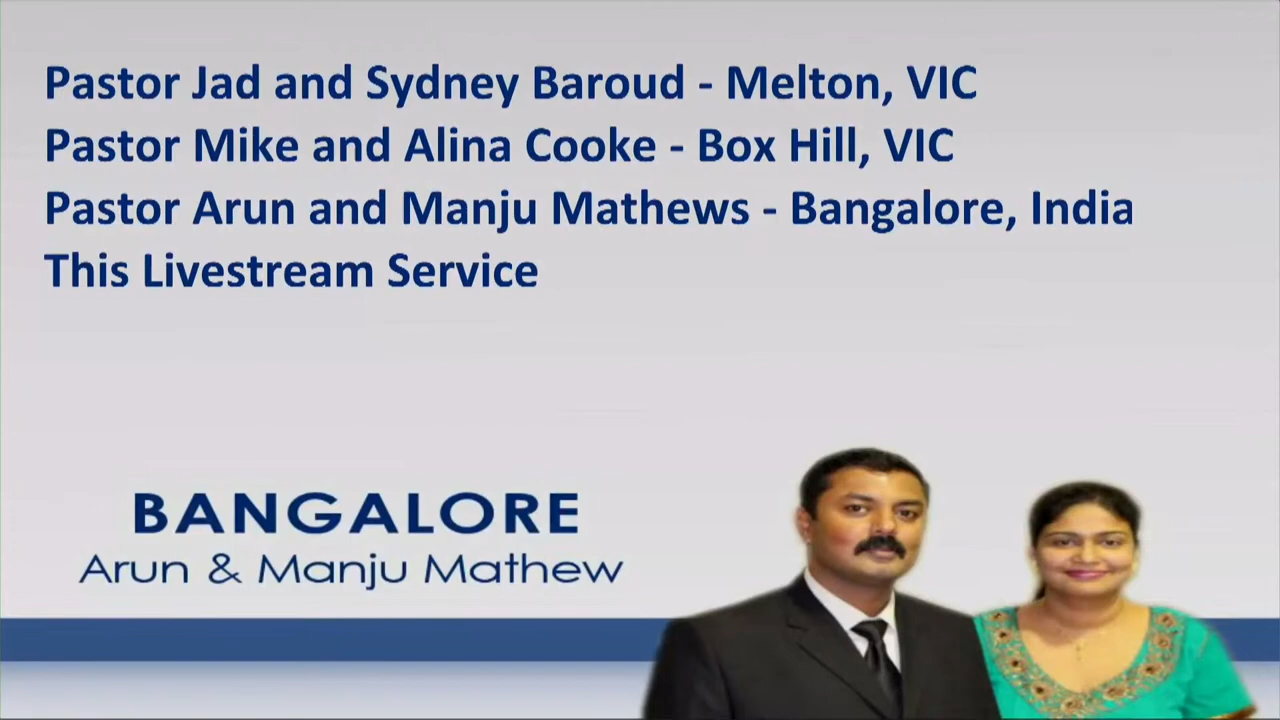 Pastor Jad and Sydney Baroud - Melton, VIC
Pastor Mike and Alina Cooke - Box Hill, VIC
Pastor Arun and Manju Mathews - Bangalore, India
This Livestream Service
BANGALORE
Arun & Manju Mathew